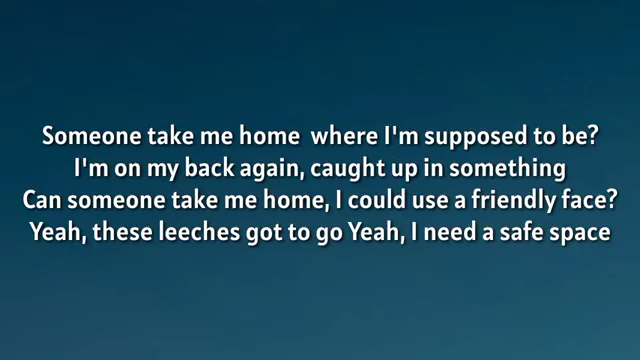 Someone take me home  where I'm supposed to be?
I'm on my back again, caught up in something
Can someone take me home, I could use a friendly face?
Yeah, these leeches got to go Yeah, I need a safe space